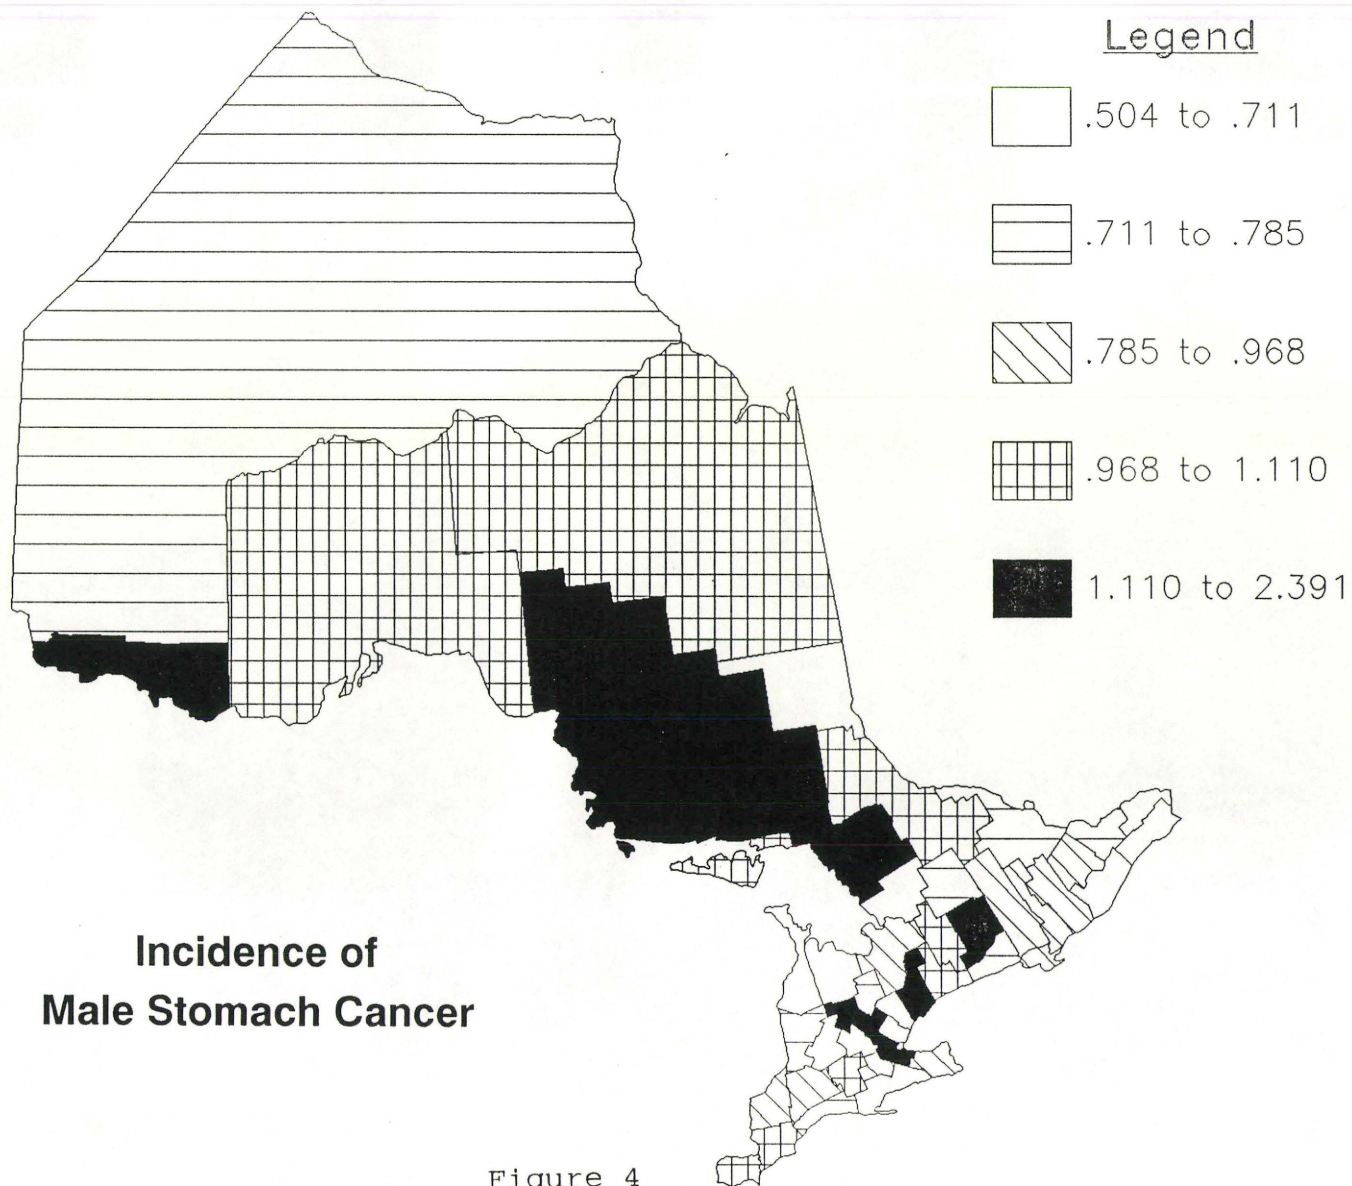 Legend
.504 to .711
.711 to .785
.785 to .968
.968 to 1.110
1.110 to 2.391
Incidence of
Male Stomach Cancer
Figure 4